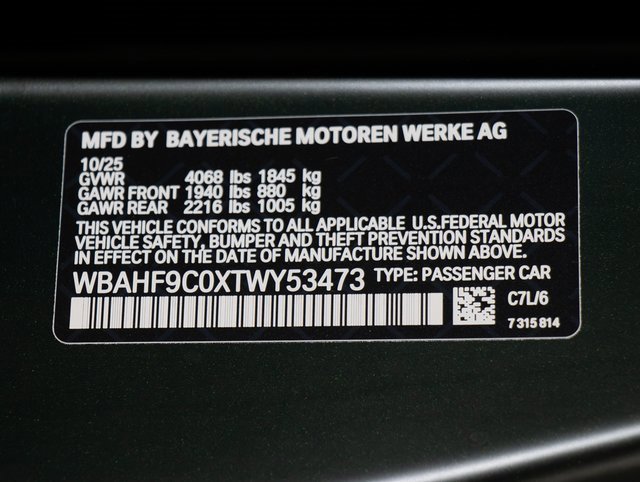 MFD BY BAYERISCHE MOTOREN WERKE AG
10/25
GVWR 4068 lbs 1845 kg
GAWR FRONT 1940 lbs 880 kg
GAWR REAR 2216 lbs 1005 kg
THIS VEHICLE CONFORMS TO ALL APPLICABLE U.S.FEDERAL MOTOR
VEHICLE SAFETY, BUMPER AND THEFT PREVENTION STANDARDS
IN EFFECT ON THE DATE OF MANUFACTURE SHOWN ABOVE.
WBAHF9C0XTWY53473 TYPE: PASSENGER CAR
C7L/6
7 315 814